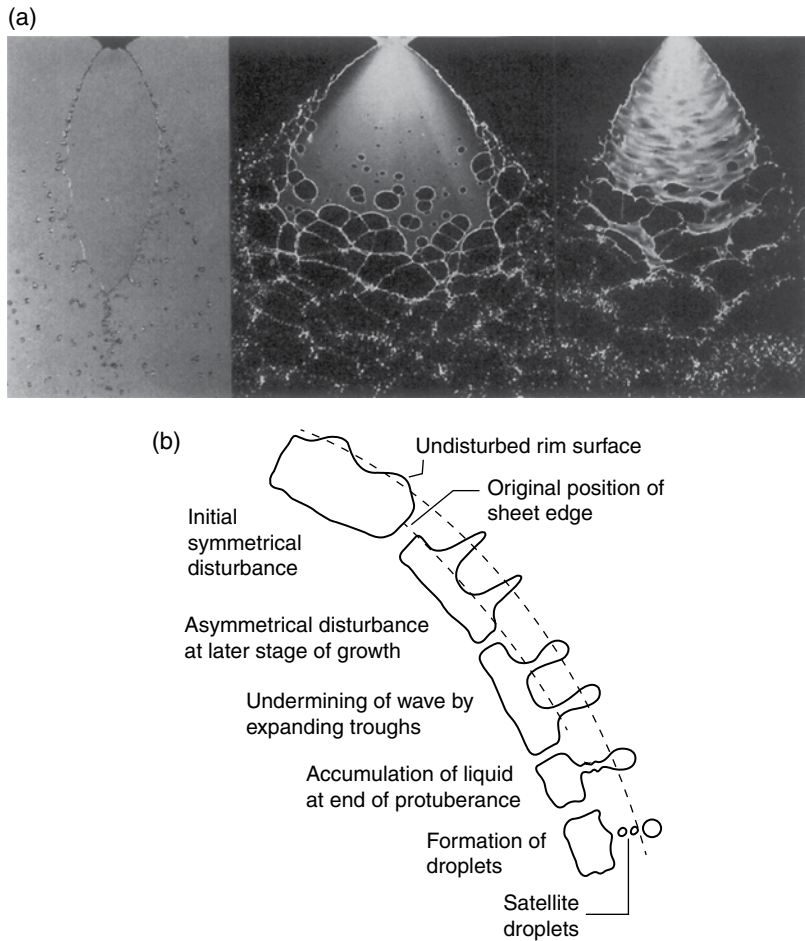 (a)
(b)
Undisturbed rim surface
Original position of
sheet edge
Initial
symmetrical
disturbance
Asymmetrical disturbance
at later stage of growth
Undermining of wave by
expanding troughs
Accumulation of liquid
at end of protuberance
Formation of
droplets
Satellite
droplets